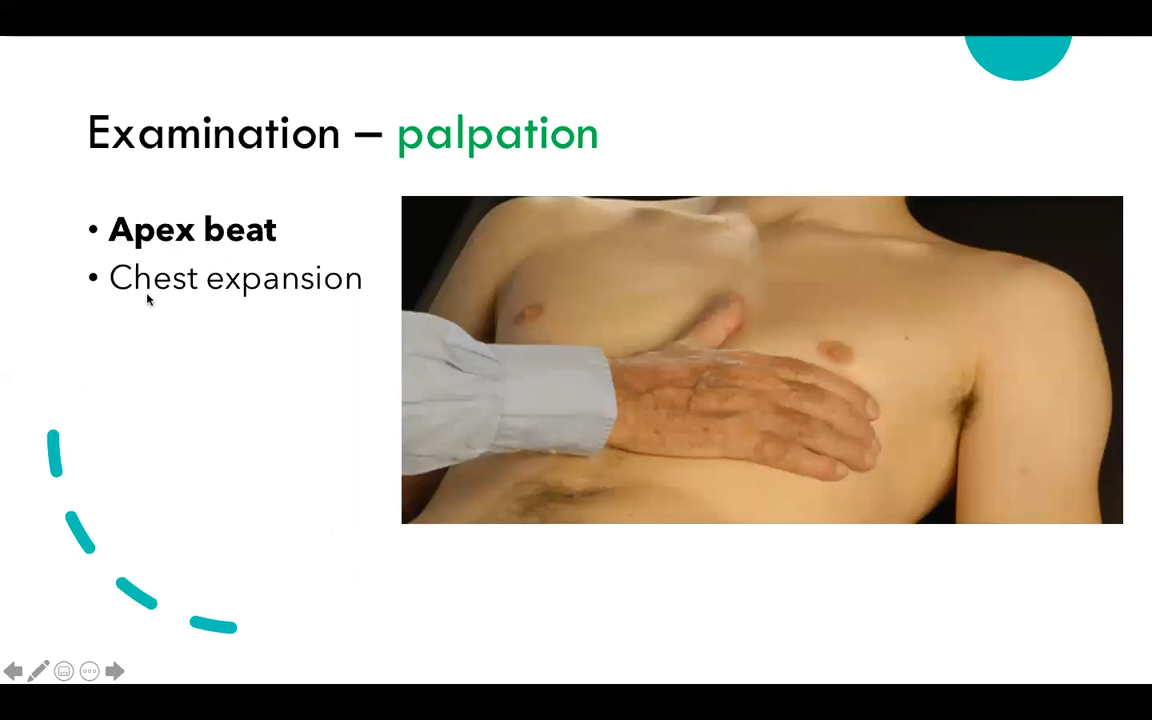 Examination – palpation
• Apex beat
• Chest expansion